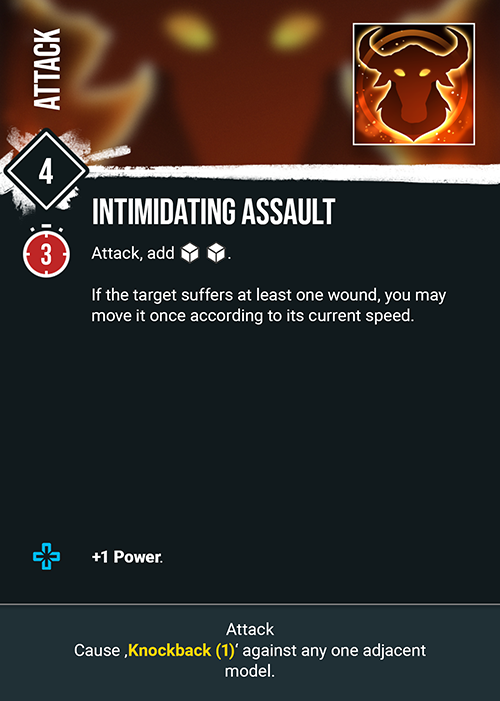 ATTACK
4
INTIMIDATING ASSAULT
3
Attack, add .
If the target suffers at least one wound, you may
move it once according to its current speed.
+1 Power.
Attack
Cause ‚Knockback (1)‘ against any one adjacent
model.